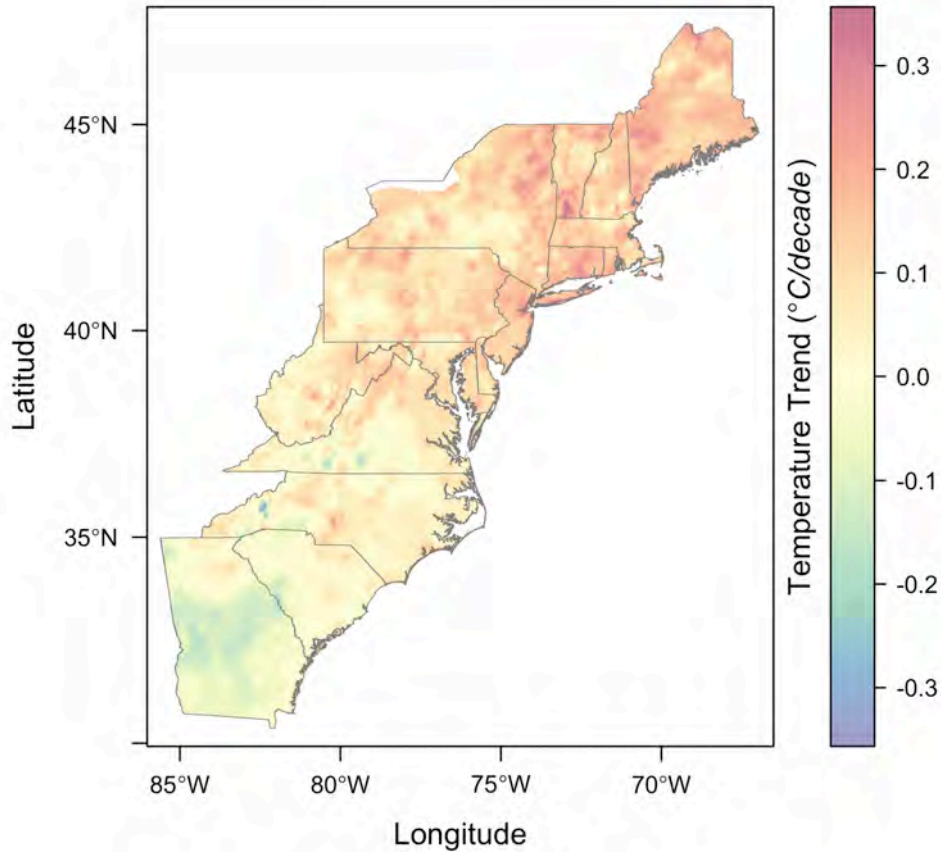 45°N
40°N
35°N
85°W
80°W
75°W
70°W
Latitude
Longitude
0.3
0.2
0.1
0.0
-0.1
-0.2
-0.3
Temperature Trend (°C/decade)